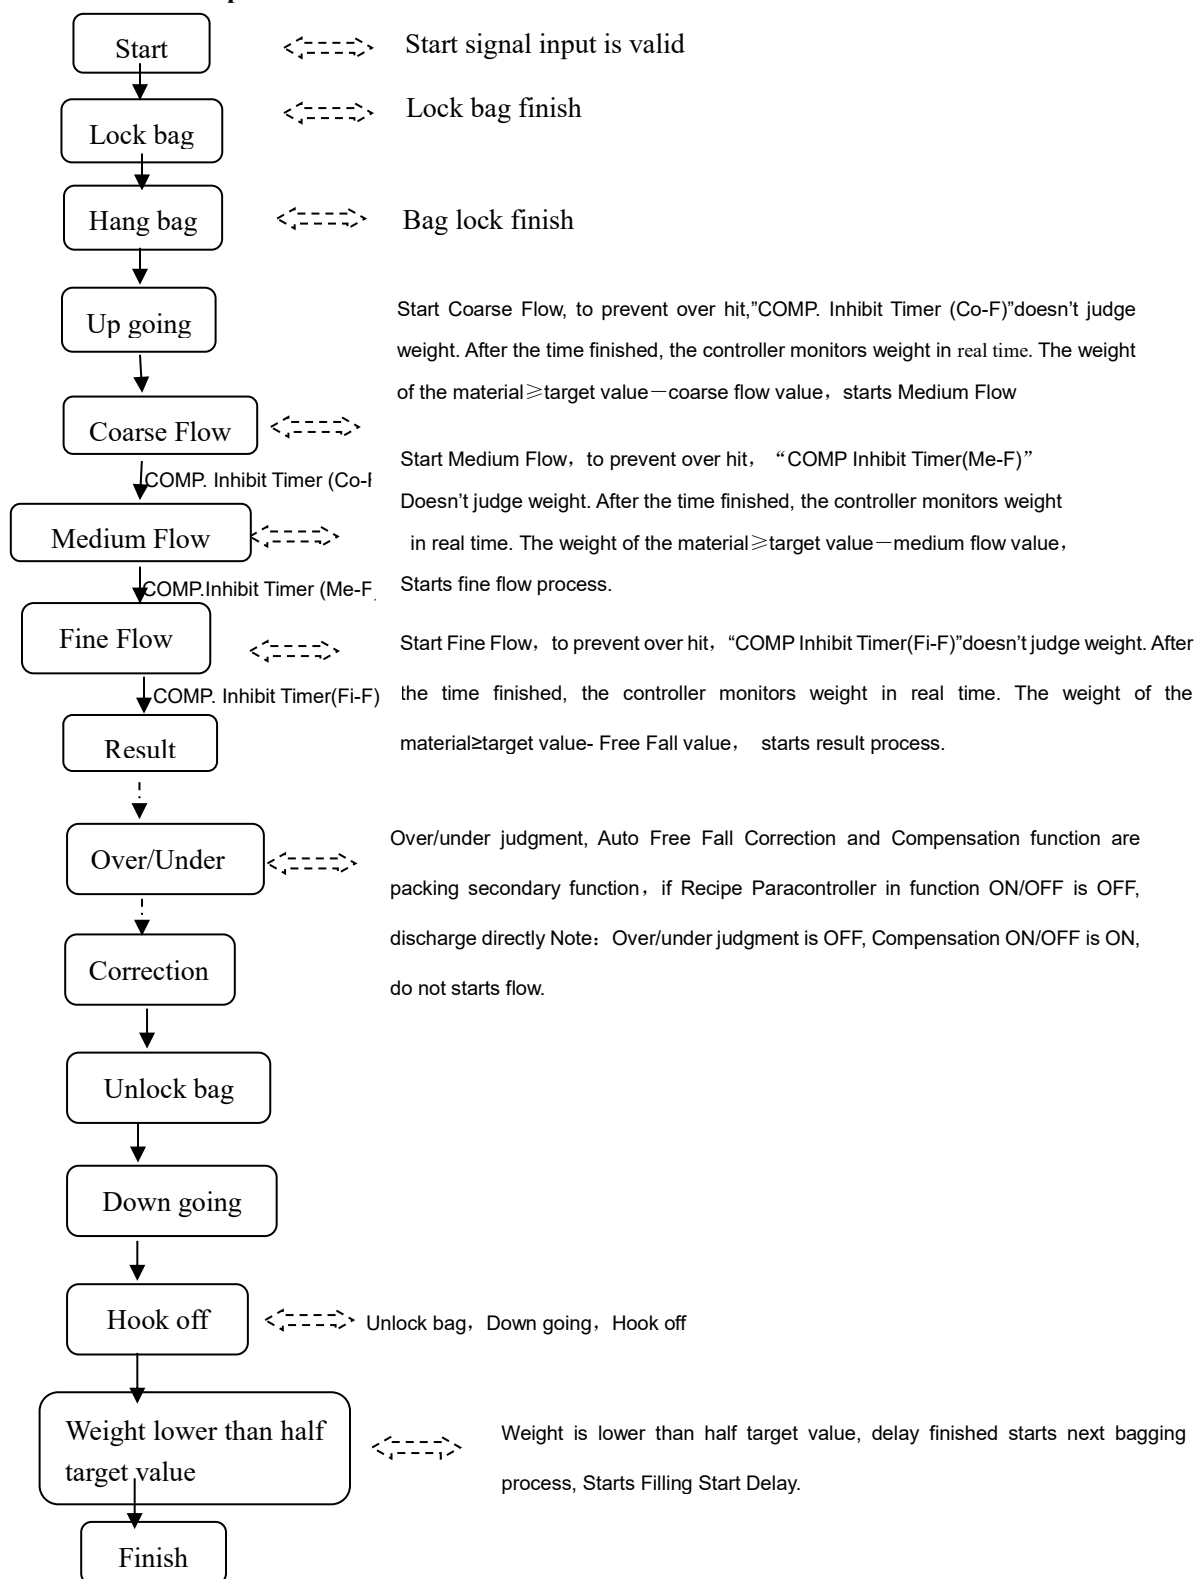 Start
Start signal input is valid
Lock bag
Lock bag finish
Hang bag
Bag lock finish
Up going
Start Coarse Flow, to prevent over hit,”COMP. Inhibit Timer (Co-F)”doesn’t judge
weight. After the time finished, the controller monitors weight in real time. The weight
of the material≥target value－coarse flow value，starts Medium Flow
Coarse Flow
COMP. Inhibit Timer (Co-F
Start Medium Flow，to prevent over hit，“COMP Inhibit Timer(Me-F)”
Doesn’t judge weight. After the time finished, the controller monitors weight
in real time. The weight of the material≥target value－medium flow value，
Starts fine flow process.
Medium Flow
COMP.Inhibit Timer (Me-F
Fine Flow
Start Fine Flow，to prevent over hit，“COMP Inhibit Timer(Fi-F)”doesn’t judge weight. After
the time finished, the controller monitors weight in real time. The weight of the
material≥target value- Free Fall value， starts result process.
COMP. Inhibit Timer(Fi-F)
Result
Over/Under
Over/under judgment, Auto Free Fall Correction and Compensation function are
packing secondary function，if Recipe Paracontroller in function ON/OFF is OFF,
discharge directly Note：Over/under judgment is OFF, Compensation ON/OFF is ON,
do not starts flow.
Correction
Unlock bag
Down going
Hook off
Unlock bag，Down going，Hook off
Weight lower than half
target value
Weight is lower than half target value, delay finished starts next bagging
process, Starts Filling Start Delay.
Finish